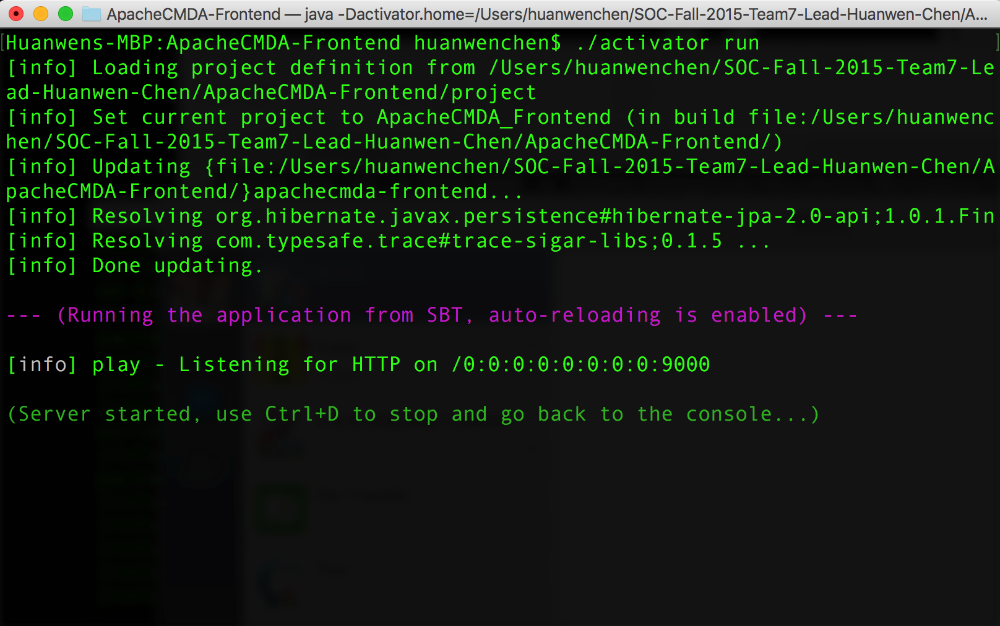 ApacheCMDA-Frontend — java -Dactivator.home=/Users/huanwenchen/SOC-Fall-2015-Team7-Lead-Huanwen-Chen/A...
[Huanwens-MBP:ApacheCMDA-Frontend huanwenchen$ ./activator run ]
[info] Loading project definition from /Users/huanwenchen/SOC-Fall-2015-Team7-Le
ad-Huanwen-Chen/ApacheCMDA-Frontend/project
[info] Set current project to ApacheCMDA_Frontend (in build file:/Users/huanwenc
hen/SOC-Fall-2015-Team7-Lead-Huanwen-Chen/ApacheCMDA-Frontend/)
[info] Updating {file:/Users/huanwenchen/SOC-Fall-2015-Team7-Lead-Huanwen-Chen/A
pacheCMDA-Frontend/}apachecmda-frontend...
[info] Resolving org.hibernate.javax.persistence#hibernate-jpa-2.0-api;1.0.1.Fin
[info] Resolving com.typesafe.trace#trace-sigar-libs;0.1.5 ...
[info] Done updating.
--- (Running the application from SBT, auto-reloading is enabled) ---
[info] play - Listening for HTTP on /0:0:0:0:0:0:0:0:9000
(Server started, use Ctrl+D to stop and go back to the console...)